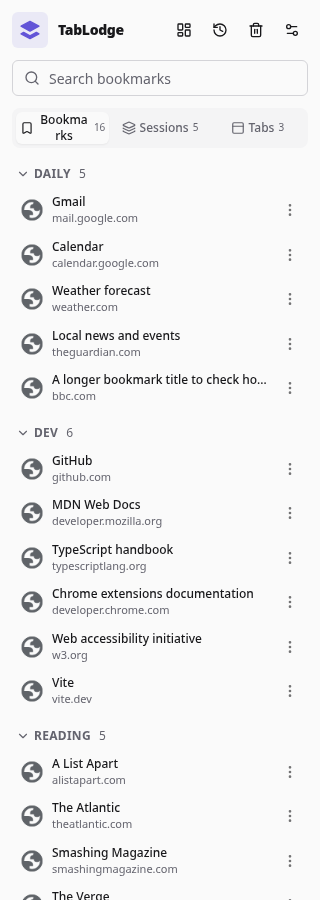 TabLodge
Search bookmarks
Bookma
rks
16
Sessions 5
Tabs 3
DAILY 5
Gmail
mail.google.com
Calendar
calendar.google.com
Weather forecast
weather.com
Local news and events
theguardian.com
A longer bookmark title to check ho...
bbc.com
DEV 6
GitHub
github.com
MDN Web Docs
developer.mozilla.org
TypeScript handbook
typescriptlang.org
Chrome extensions documentation
developer.chrome.com
Web accessibility initiative
w3.org
Vite
vite.dev
READING 5
A List Apart
alistapart.com
The Atlantic
theatlantic.com
Smashing Magazine
smashingmagazine.com
The Verge